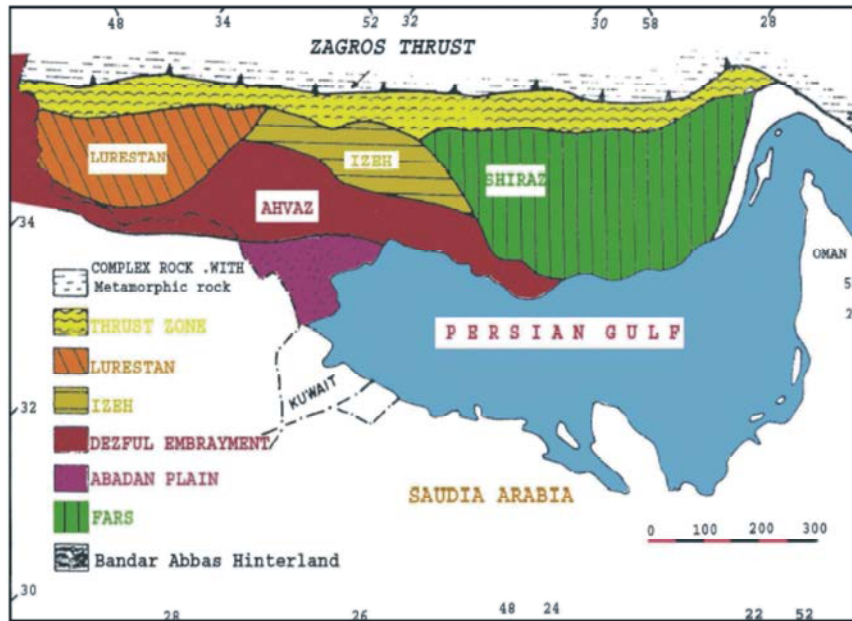 48 34 52 32 30 58 28
ZAGROS THRUST
LURESTAN
IZEH
SHIRAZ
AHVAZ
34
OMAN
COMPLEX ROCK .WITH
Metamorphic rock
5
THRUST ZONE
2
PERSIAN GULF
LURESTAN
KUWAIT
IZEH
32
DEZFUL EMBRAYMENT
ABADAN PLAIN
SAUDIA ARABIA
FARS
0 100 200 300
Bandar Abbas Hinterland
30
28 26 48 24 22 52